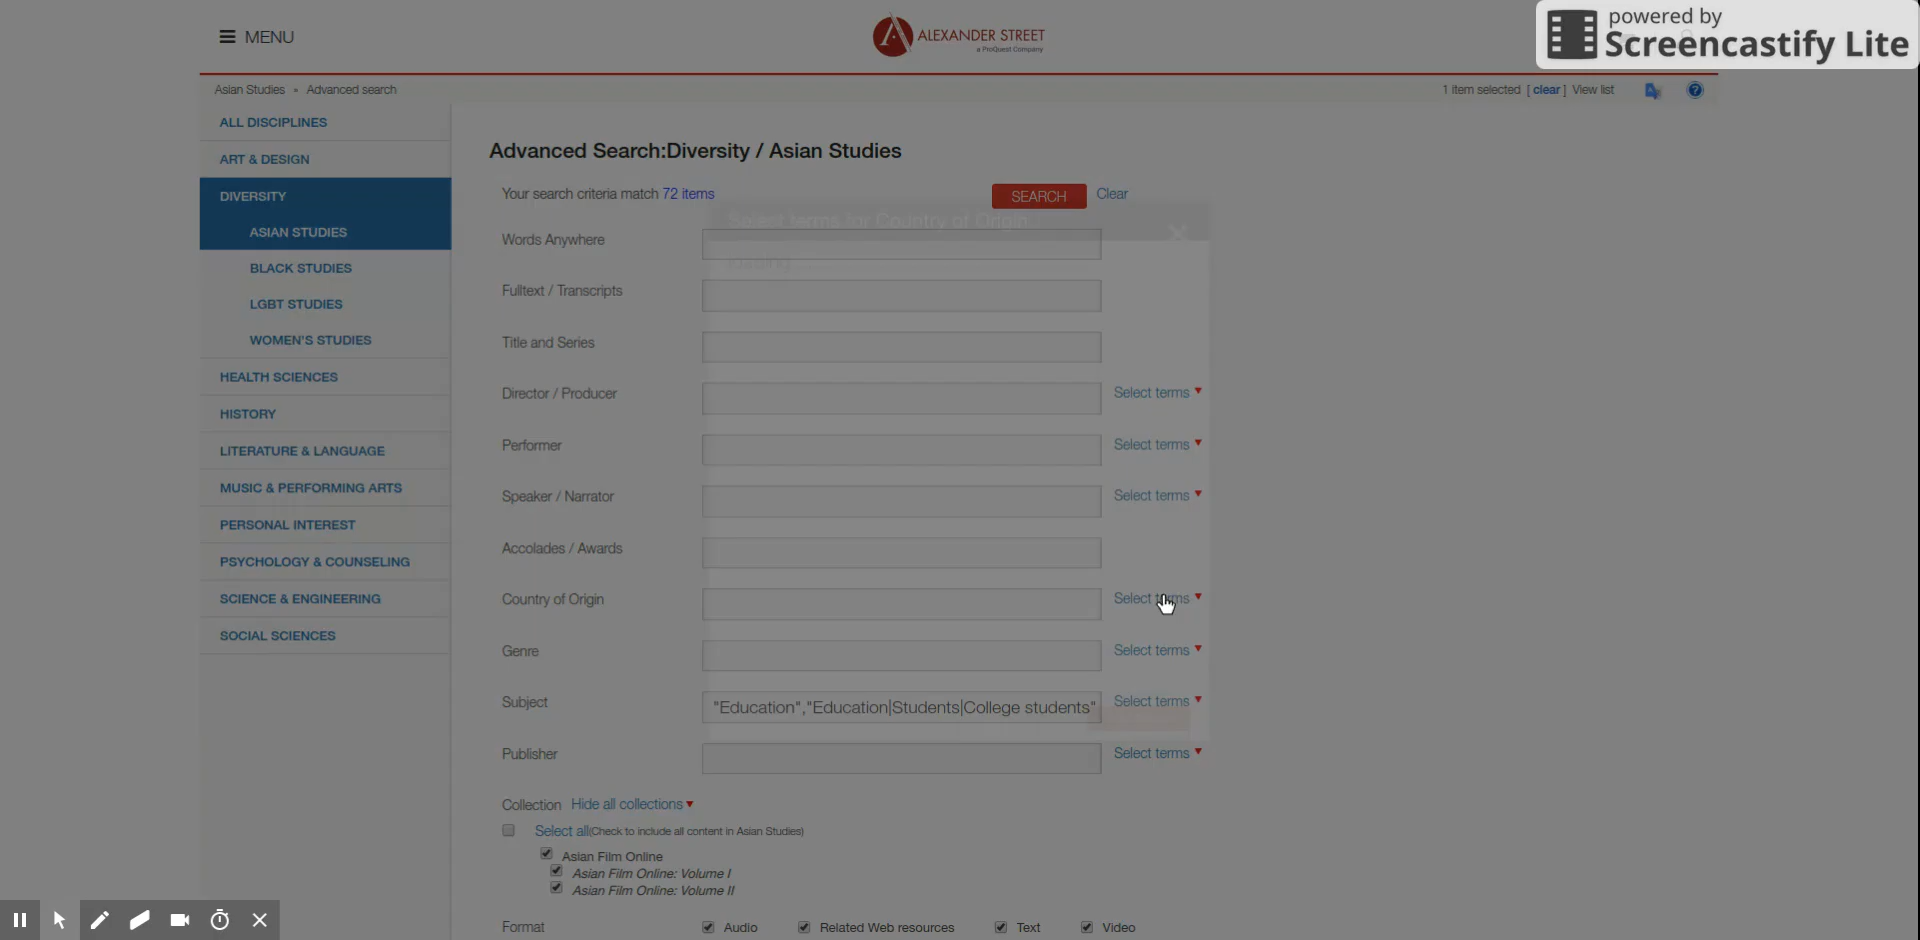 MENU
ALEXANDER STREET
a ProQuest Company
powered by
Screencastify Lite
Asian Studies • Advanced search
1 item selected [ clear ] View list
ALL DISCIPLINES
ART & DESIGN
DIVERSITY
ASIAN STUDIES
BLACK STUDIES
LGBT STUDIES
WOMEN'S STUDIES
HEALTH SCIENCES
HISTORY
LITERATURE & LANGUAGE
MUSIC & PERFORMING ARTS
PERSONAL INTEREST
PSYCHOLOGY & COUNSELING
SCIENCE & ENGINEERING
SOCIAL SCIENCES
Advanced Search:Diversity / Asian Studies
Your search criteria match 72 items
SEARCH Clear
Select terms for Country of Origin
Words Anywhere
Fulltext / Transcripts
Title and Series
Director / Producer Select terms
Performer Select terms
Speaker / Narrator Select terms
Accolades / Awards
Country of Origin Select terms
Genre Select terms
Subject "Education","Education|Students|College students" Select terms
Publisher Select terms
Collection Hide all collections
Select all(Check to include all content in Asian Studies)
Asian Film Online
Asian Film Online: Volume I
Asian Film Online: Volume II
Format Audio Related Web resources Text Video